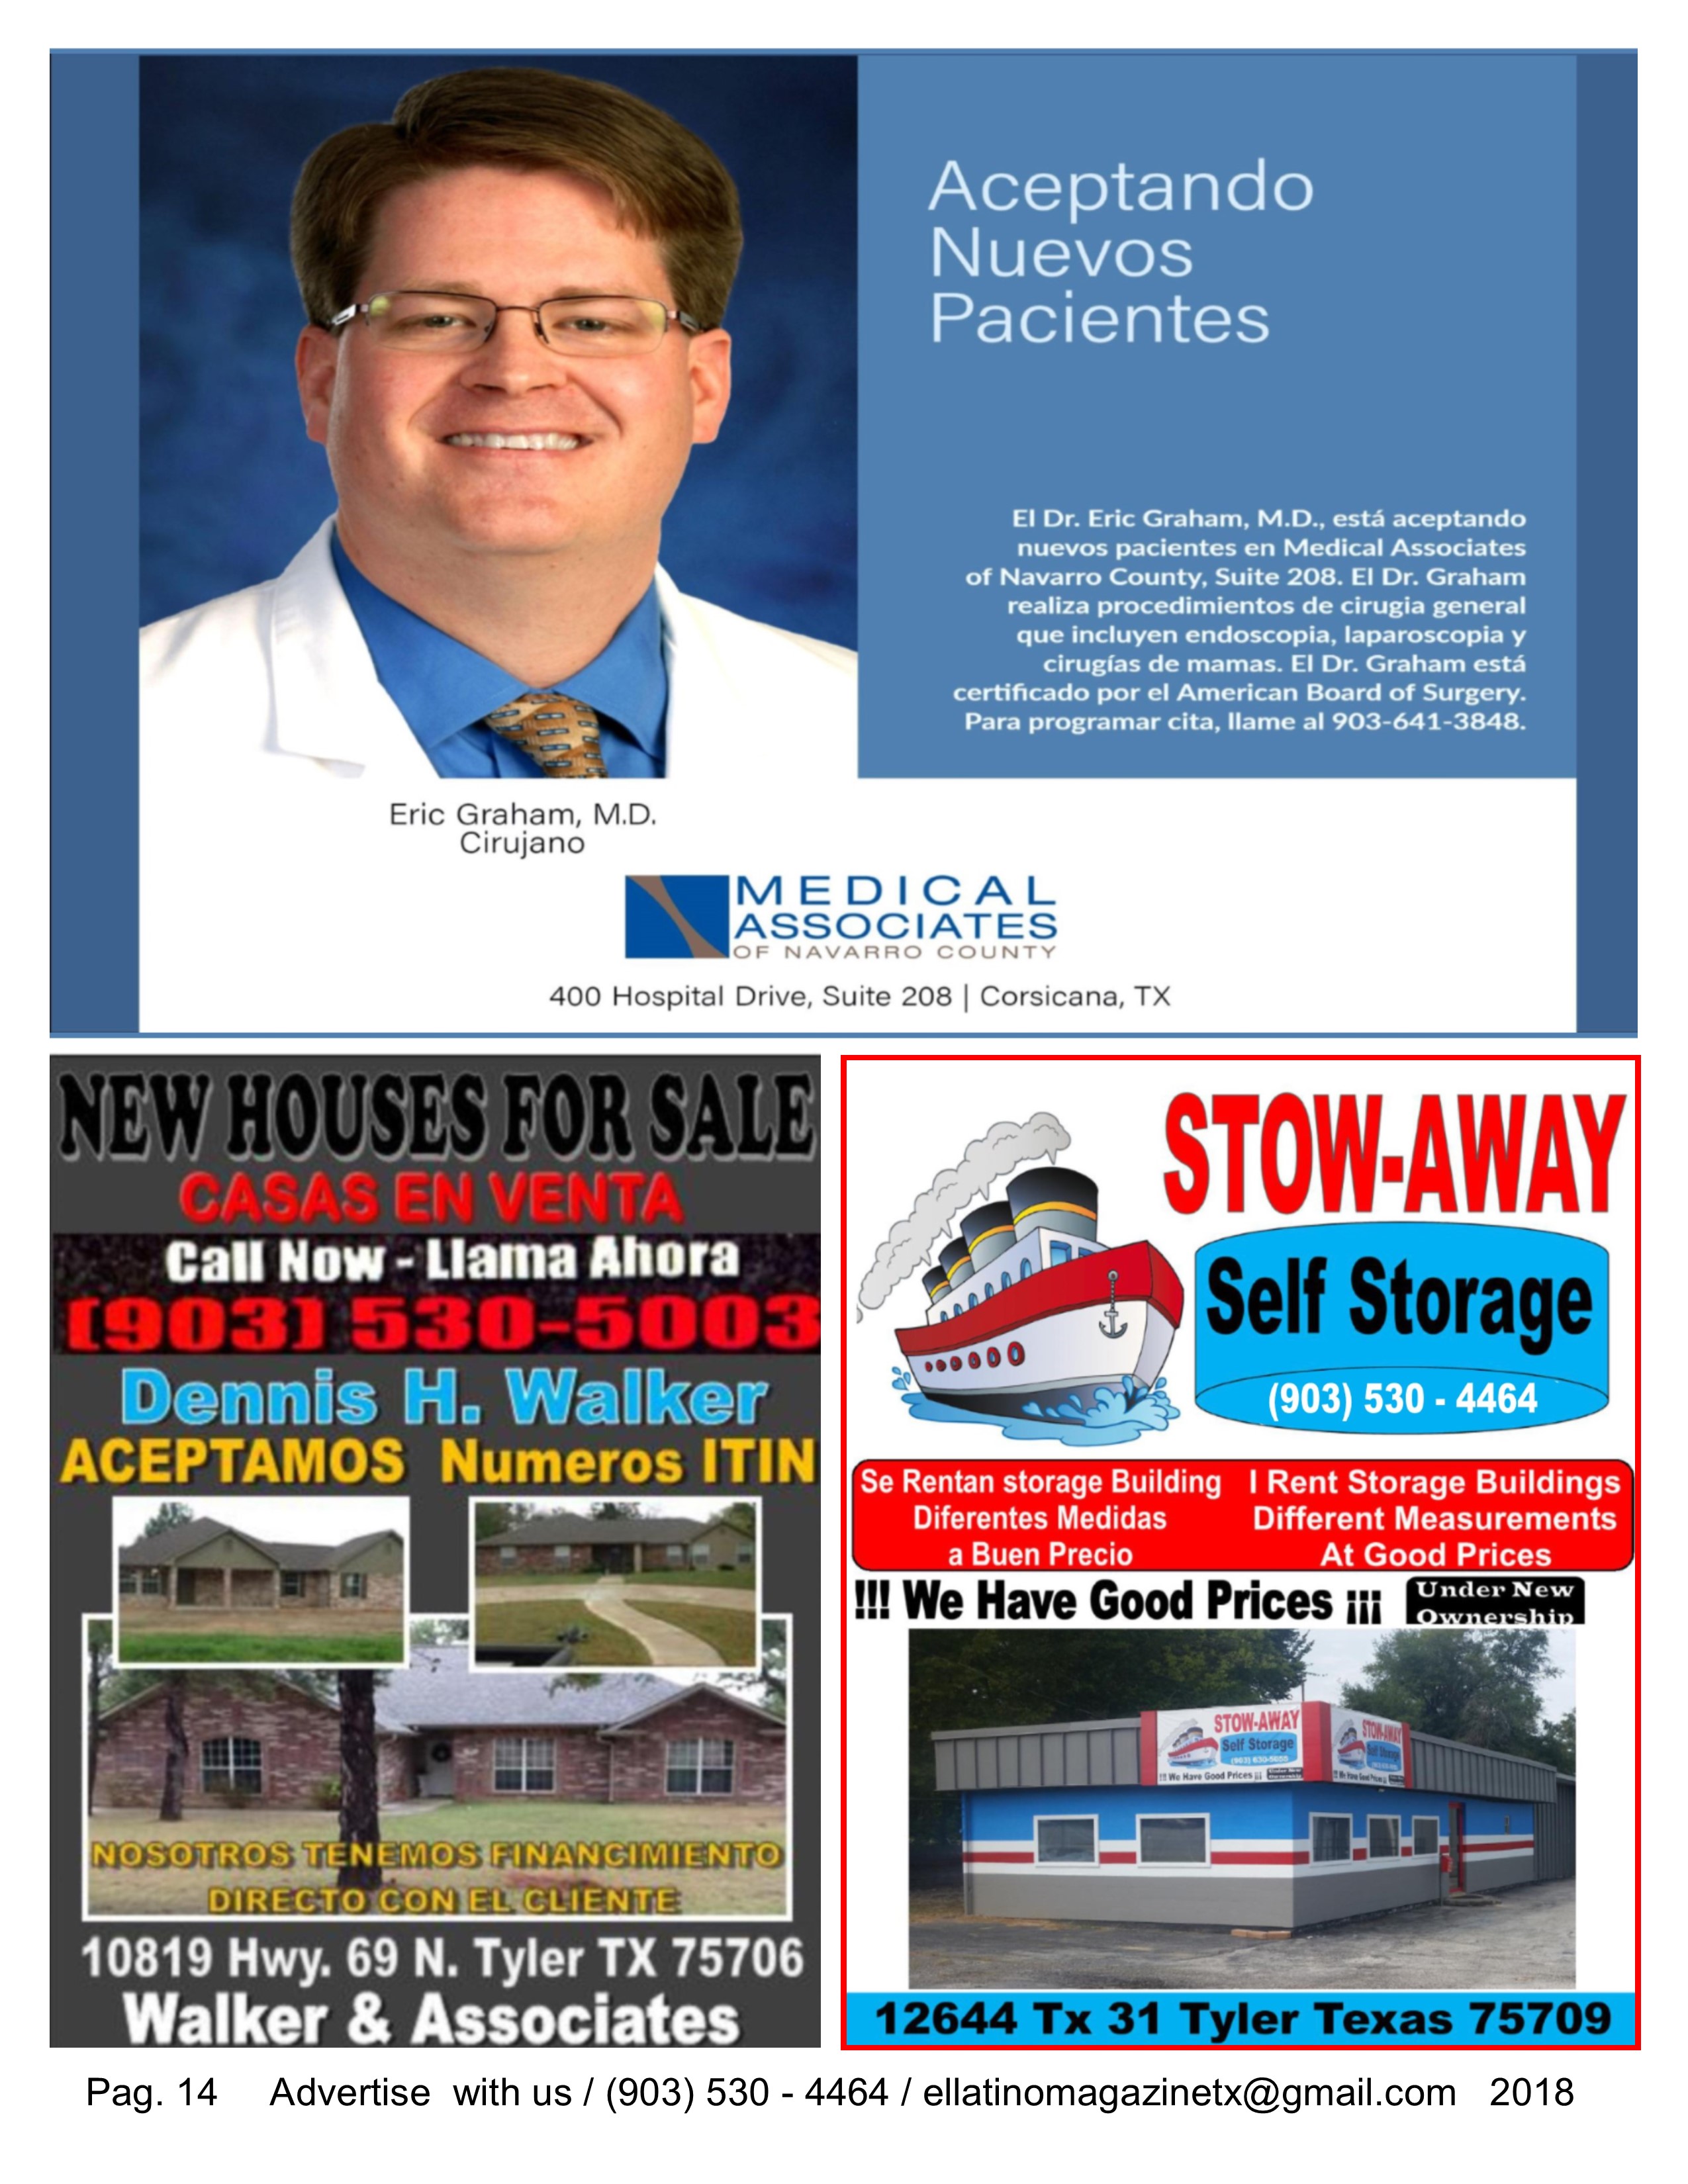 Aceptando
Nuevos
Pacientes
El Dr. Eric Graham, M.D., está aceptando
nuevos pacientes en Medical Associates
of Navarro County, Suite 208. El Dr. Graham
realiza procedimientos de cirugia general
que incluyen endoscopia, laparoscopia y
cirugías de mamas. El Dr. Graham está
certificado por el American Board of Surgery.
Para programar cita, llame al 903-641-3848.
Eric Graham, M.D.
Cirujano
MEDICAL
ASSOCIATES
OF NAVARRO COUNTY
400 Hospital Drive, Suite 208 | Corsicana, TX
NEW HOUSES FOR SALE
CASAS EN VENTA
Call Now - Llama Ahora
(903) 530-5003
Dennis H. Walker
ACEPTAMOS Numeros ITIN
NOSOTROS TENEMOS FINANCIMIENTO
DIRECTO CON EL CLIENTE
10819 Hwy. 69 N. Tyler TX 75706
Walker & Associates
STOW-AWAY
Self Storage
(903) 530 - 4464
Se Rentan storage Building
Diferentes Medidas
a Buen Precio
I Rent Storage Buildings
Different Measurements
At Good Prices
!!! We Have Good Prices ¡¡¡
Under New
Ownership
STOW-AWAY
Self Storage
!!! We Have Good Prices ¡¡¡
STOW-AWAY
Self Storage
12644 Tx 31 Tyler Texas 75709
Pag. 14 Advertise with us / (903) 530 - 4464 / ellatinomagazinetx@gmail.com 2018